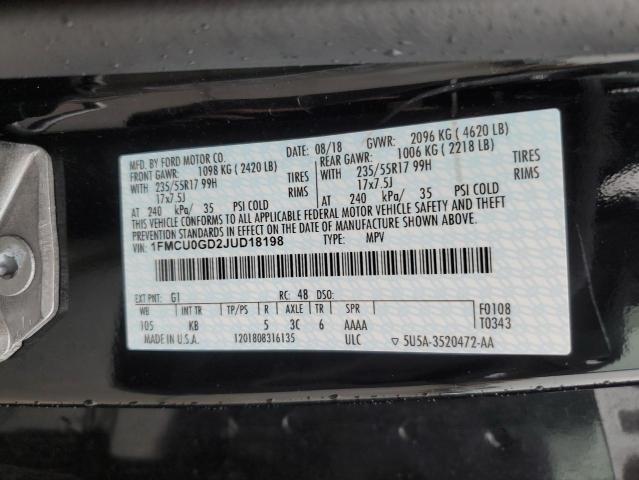 MFD. BY FORD MOTOR CO. DATE: 08/18 GVWR: 2096 KG ( 4620 LB)
FRONT GAWR: 1098 KG ( 2420 LB) REAR GAWR: 1006 KG ( 2218 LB)
WITH 235/55R17 99H TIRES WITH 235/55R17 99H TIRES
17x7.5J RIMS 17x7.5J RIMS
AT 240 kPa/ 35 PSI COLD AT 240 kPa/ 35 PSI COLD
THIS VEHICLE CONFORMS TO ALL APPLICABLE FEDERAL MOTOR VEHICLE SAFETY AND THEFT
PREVENTION STANDARDS IN EFFECT ON THE DATE OF MANUFACTURE SHOWN ABOVE.
VIN: 1FMCU0GD2JUD18198 TYPE: MPV
EXT PNT: G1 RC: 48 DSO:
WB INT TR TP/PS R AXLE TR SPR F0108
105 KB 5 3C 6 AAAA T0343
MADE IN U.S.A. 1201808316135 ULC ▽ 5U5A-3520472-AA